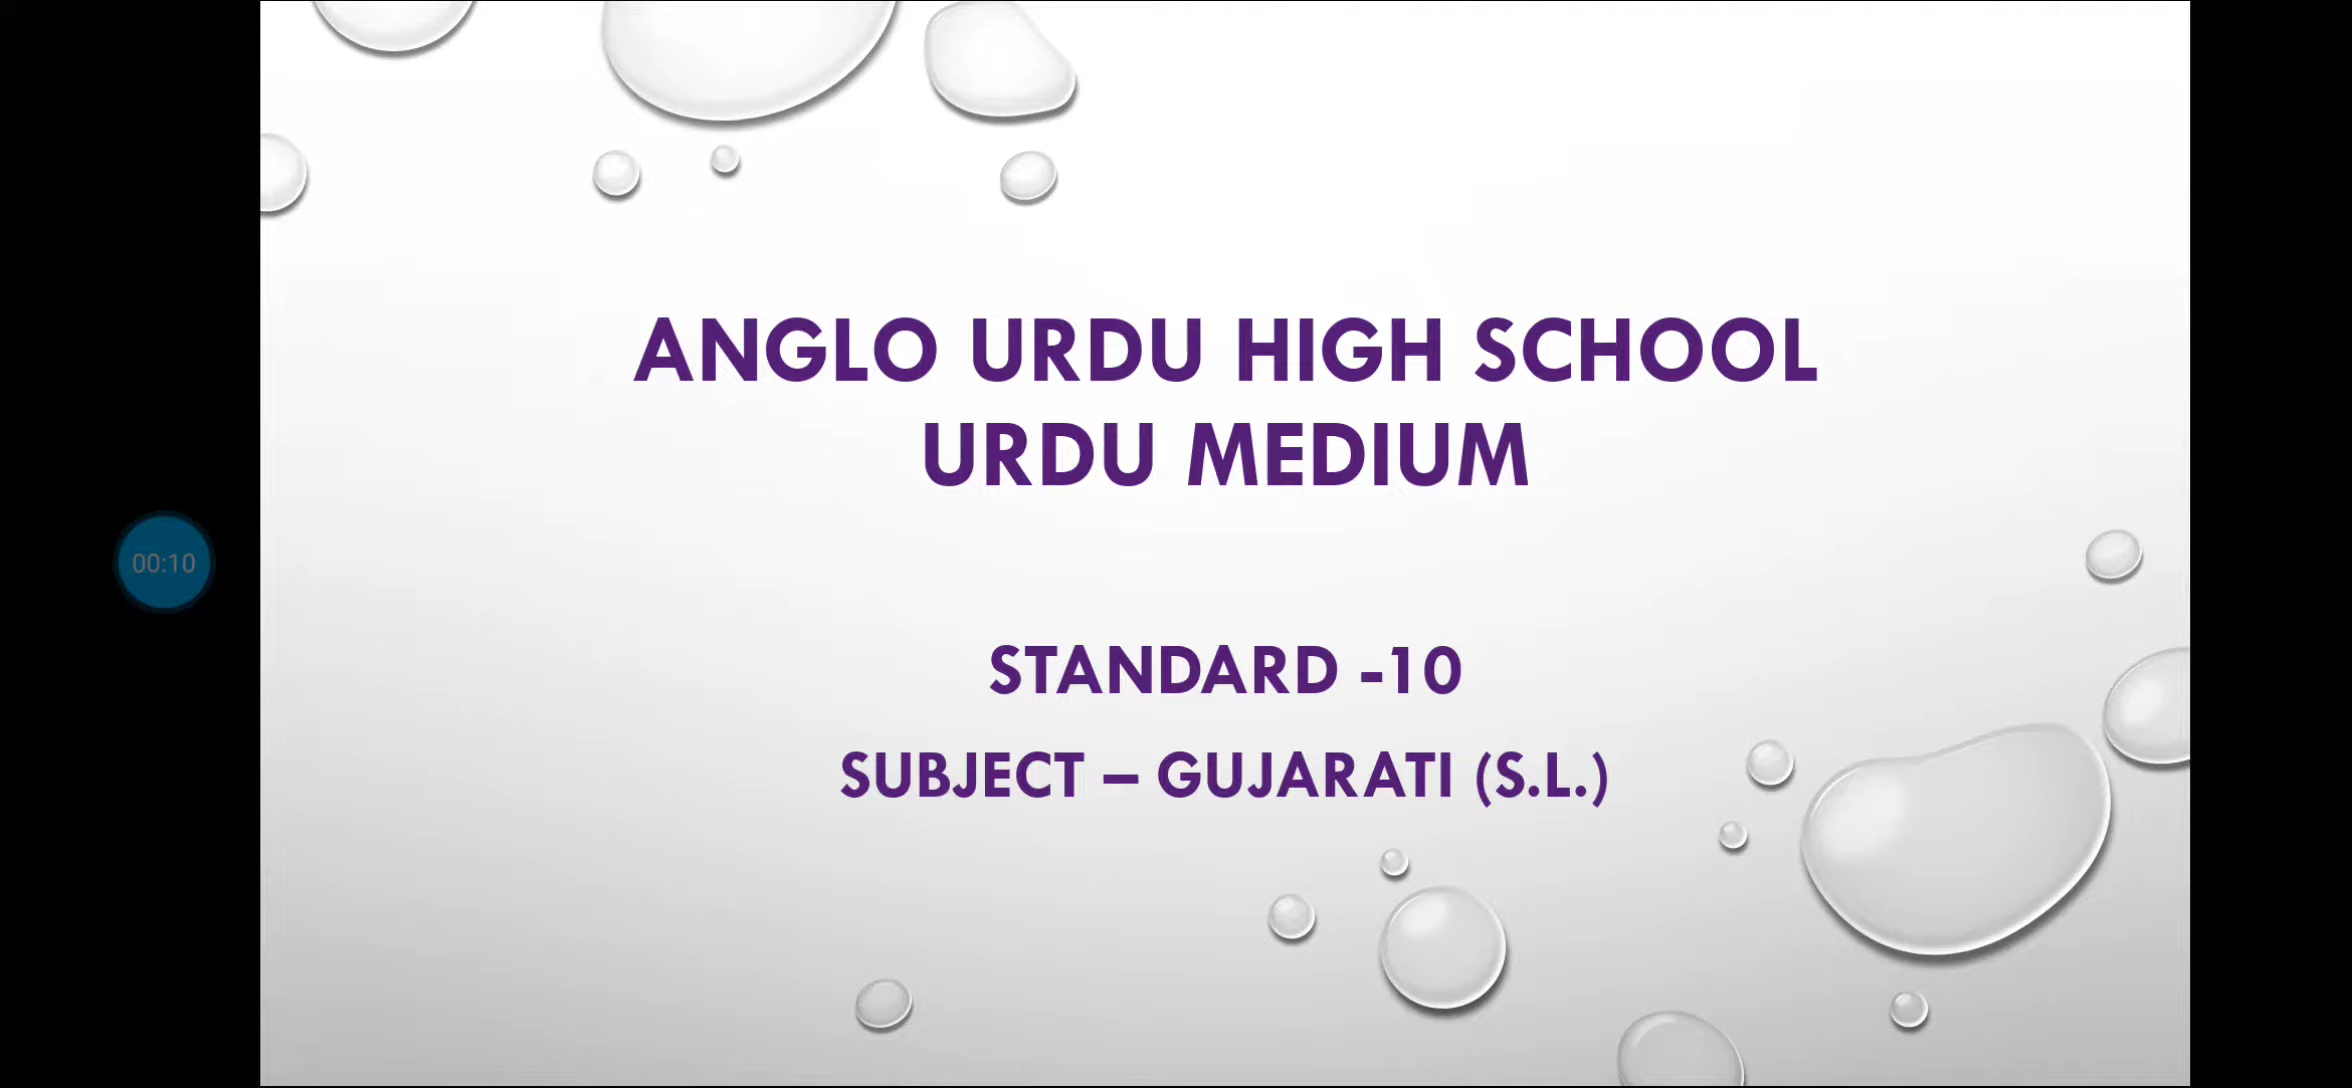 ANGLO URDU HIGH SCHOOL
URDU MEDIUM
00:10
STANDARD -10
SUBJECT – GUJARATI (S.L.)